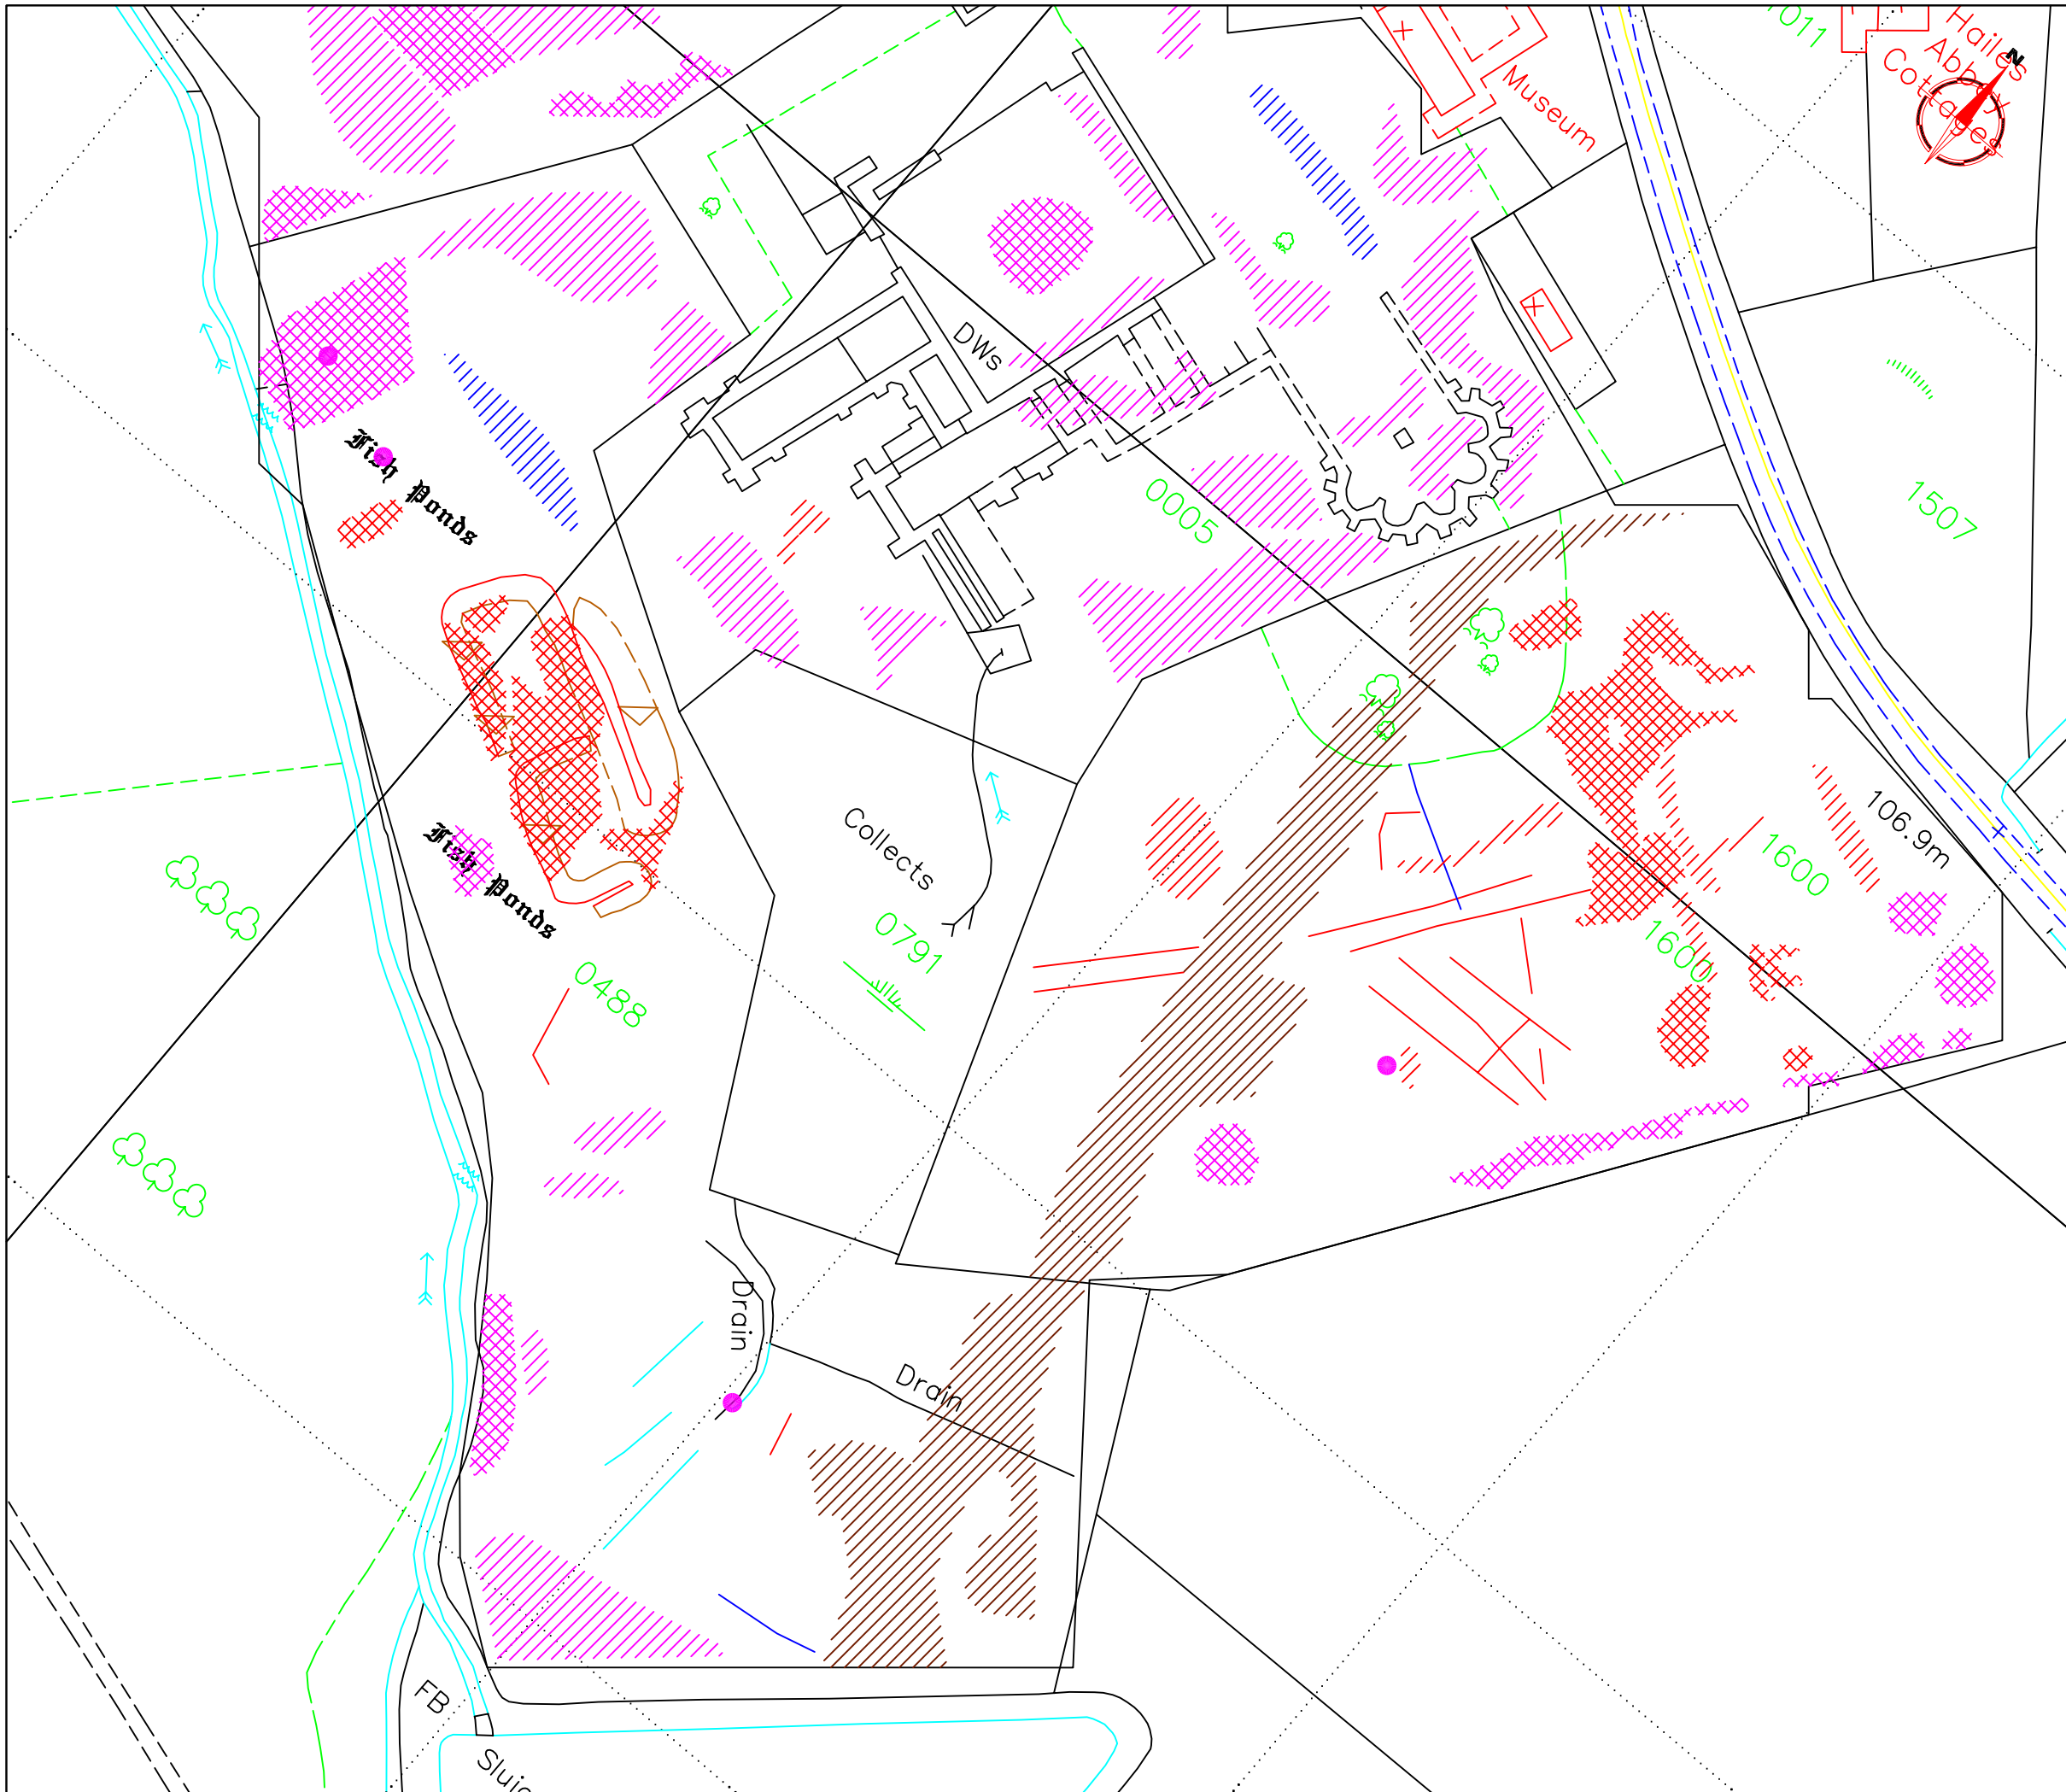 7011
Hailes
Abbey
Cottages
N
Museum
DWs
Fish Ponds
0005
1507
Collects
Fish Ponds
106.9m
1600
0791
1600
0488
Drain
Drain
FB